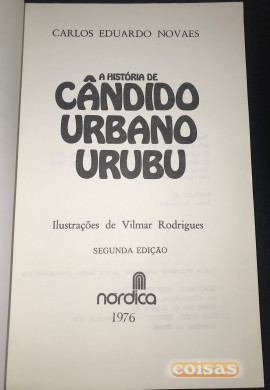 CARLOS EDUARDO NOVAES
A HISTÓRIA DE
CÂNDIDO
URBANO
URUBU
Ilustrações de Vilmar Rodrigues
SEGUNDA EDIÇÃO
nordica
1976
coisas